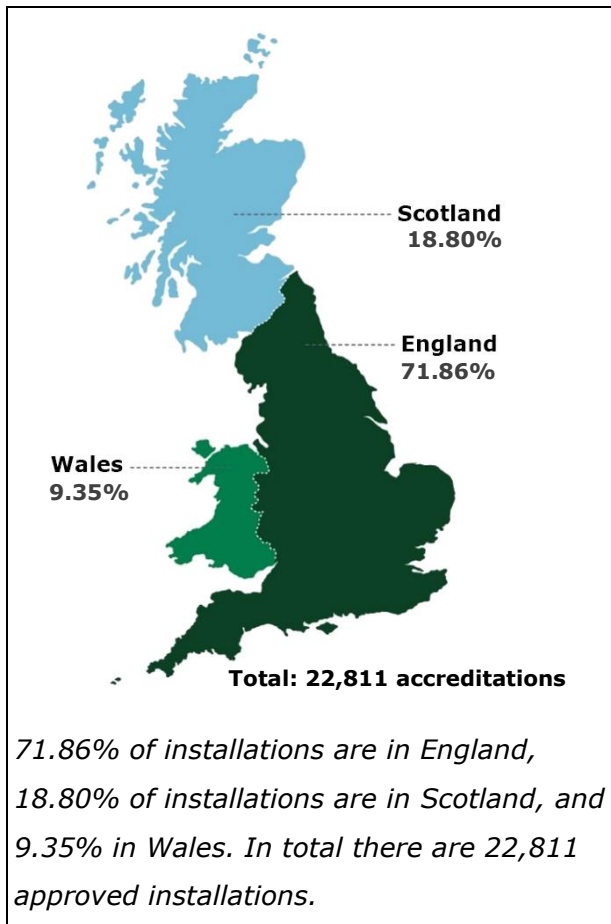 Scotland
18.80%
England
71.86%
Wales
9.35%
Total: 22,811 accreditations
71.86% of installations are in England,
18.80% of installations are in Scotland, and
9.35% in Wales. In total there are 22,811
approved installations.